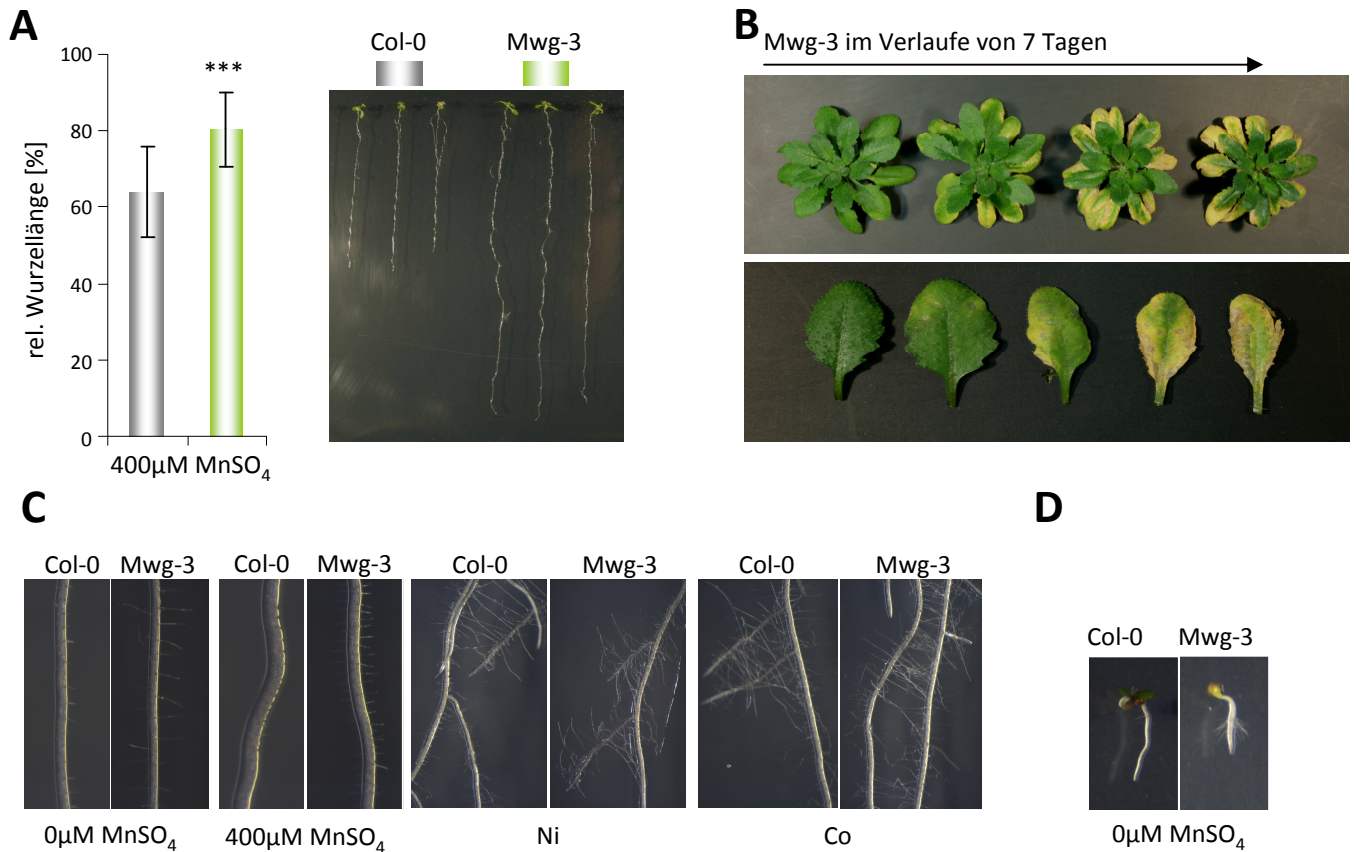 A
100
80
60
40
20
0
rel. Wurzellänge [%]
***
400µM MnSO4
Col-0 Mwg-3
B
Mwg-3 im Verlaufe von 7 Tagen
C
Col-0 Mwg-3 Col-0 Mwg-3 Col-0 Mwg-3 Col-0 Mwg-3
0µM MnSO4 400µM MnSO4 Ni Co
D
Col-0 Mwg-3
0µM MnSO4